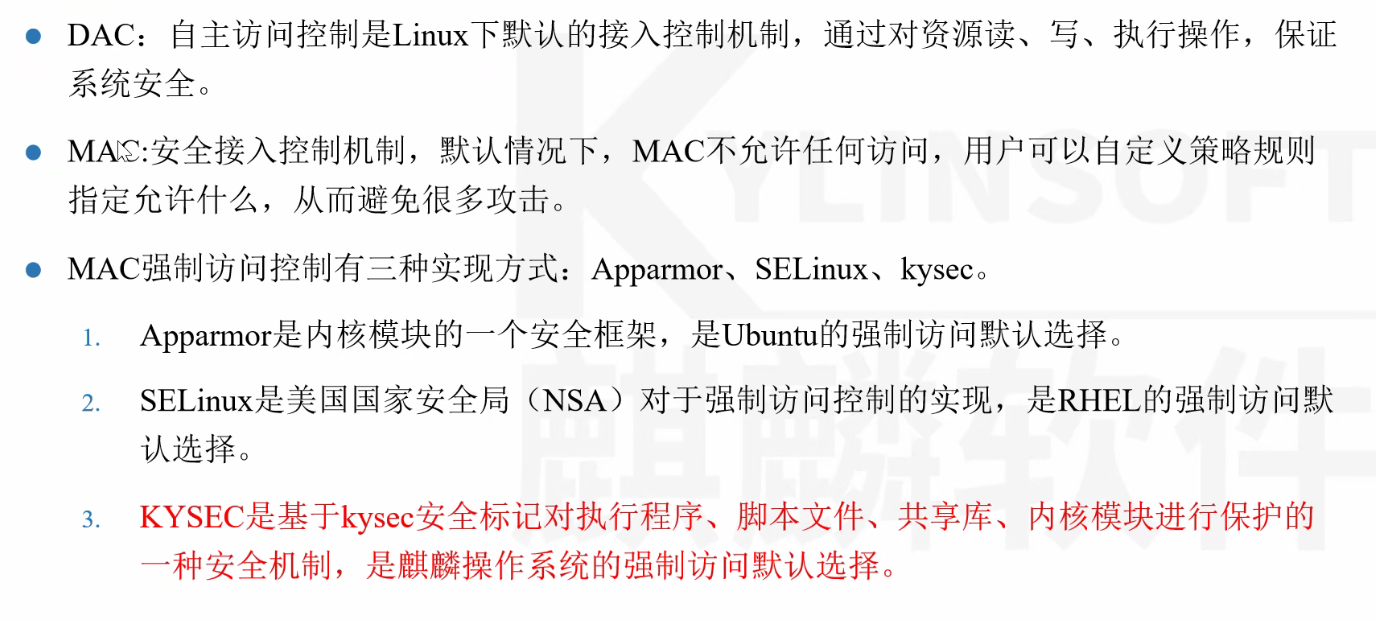 DAC：自主访问控制是Linux下默认的接入控制机制，通过对资源读、写、执行操作，保证
系统安全。
MAC:安全接入控制机制，默认情况下，MAC不允许任何访问，用户可以自定义策略规则
指定允许什么，从而避免很多攻击。
MAC强制访问控制有三种实现方式：Apparmor、SELinux、kysec。
1. Apparmor是内核模块的一个安全框架，是Ubuntu的强制访问默认选择。
2. SELinux是美国国家安全局（NSA）对于强制访问控制的实现，是RHEL的强制访问默
认选择。
3. KYSEC是基于kysec安全标记对执行程序、脚本文件、共享库、内核模块进行保护的
一种安全机制，是麒麟操作系统的强制访问默认选择。
KYLINSOFT
麒麟软件